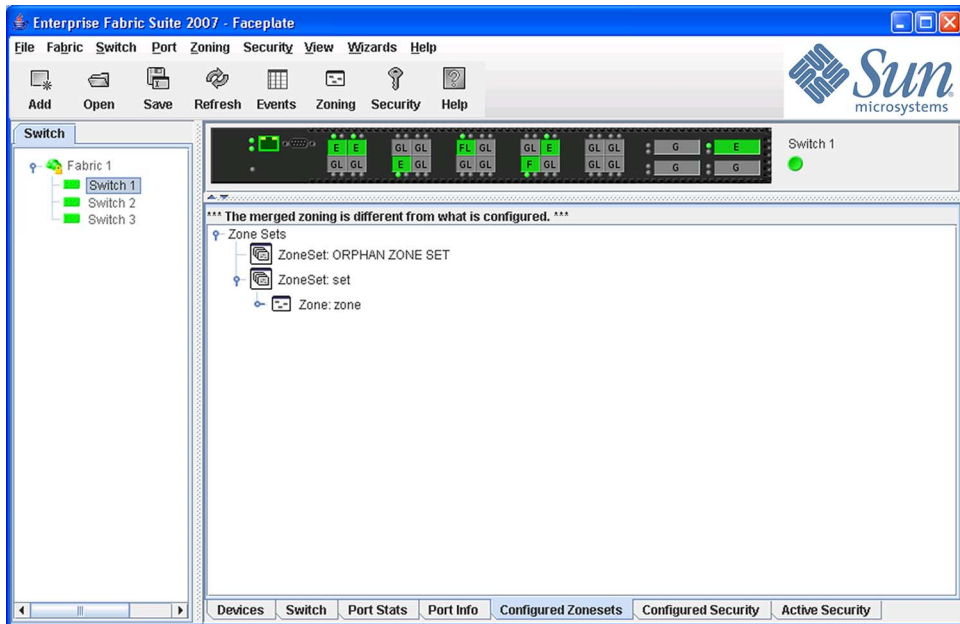 Enterprise Fabric Suite 2007 - Faceplate
File Fabric Switch Port Zoning Security View Wizards Help
Add Open Save Refresh Events Zoning Security Help
Sun
microsystems
Switch
Fabric 1
Switch 1
Switch 2
Switch 3
E E GL GL FL GL GL E GL GL G E
GL GL E GL GL GL F GL GL GL G G
Switch 1
*** The merged zoning is different from what is configured. ***
Zone Sets
ZoneSet: ORPHAN ZONE SET
ZoneSet: set
Zone: zone
Devices Switch Port Stats Port Info Configured Zonesets Configured Security Active Security